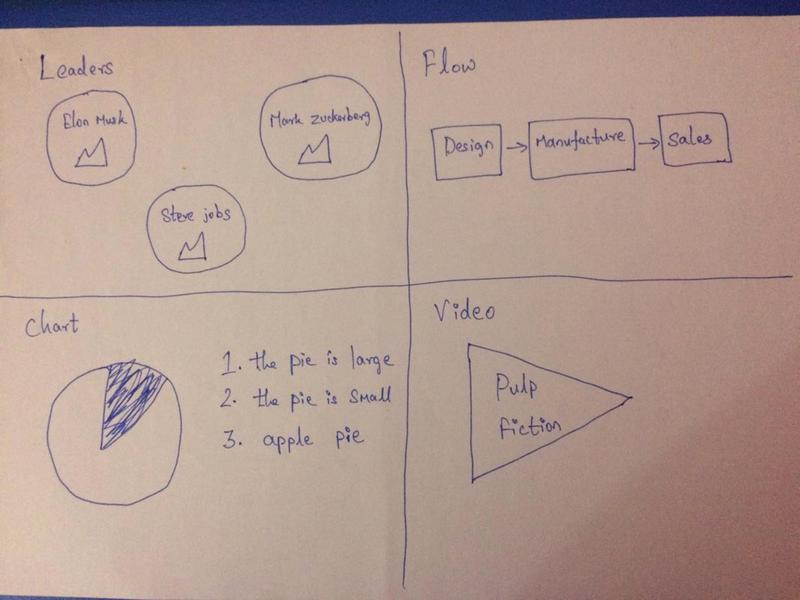 Leaders
Elon Musk
Mark Zuckerberg
Steve jobs
Flow
Design
Manufacture
Sales
Chart
1. the pie is large
2. the pie is small
3. apple pie
Video
Pulp
fiction